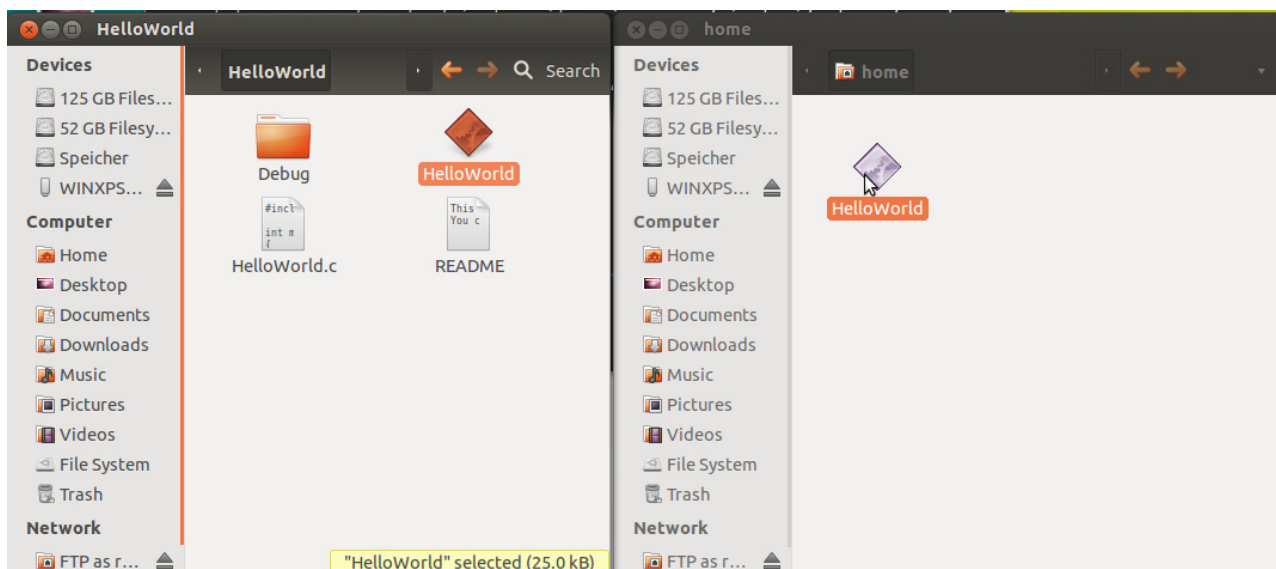 HelloWorld
Devices
HelloWorld
Search
125 GB Files...
52 GB Filesy...
Speicher
WINXPS...
Computer
Home
Desktop
Documents
Downloads
Music
Pictures
Videos
File System
Trash
Network
FTP as r...
Debug
HelloWorld
#incl
int m
{
This
You c
HelloWorld.c
README
"HelloWorld" selected (25.0 kB)
home
Devices
home
125 GB Files...
52 GB Filesy...
Speicher
WINXPS...
Computer
Home
Desktop
Documents
Downloads
Music
Pictures
Videos
File System
Trash
Network
FTP as r...
HelloWorld